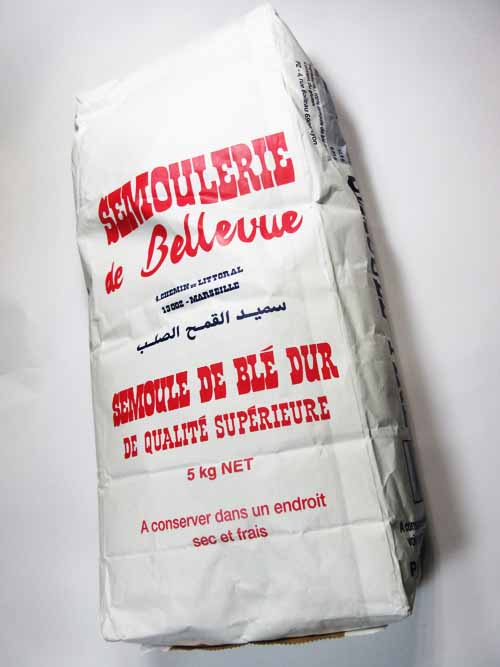 SEMOULERIE
de Bellevue
4, CHEMIN DU LITTORAL
13002 - MARSEILLE
سميد القمح الصلب
SEMOULE DE BLÉ DUR
DE QUALITÉ SUPÉRIEURE
5 kg NET
A conserver dans un endroit
sec et frais